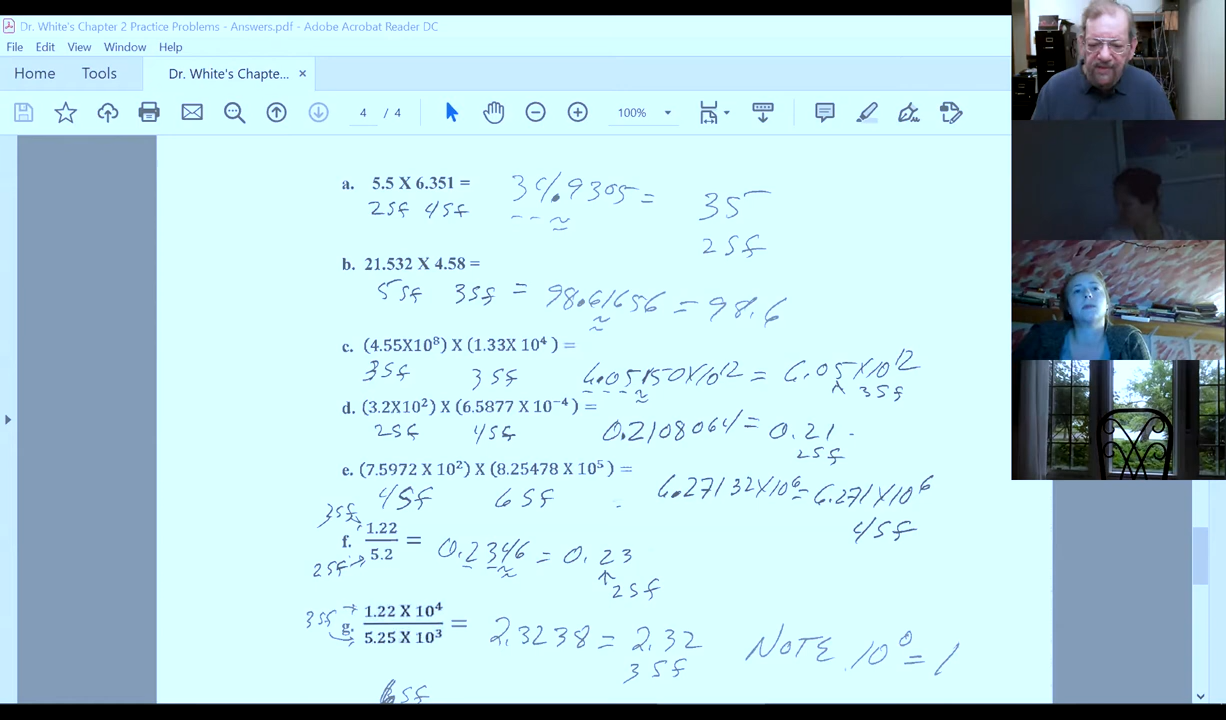 Dr. White's Chapter 2 Practice Problems - Answers.pdf - Adobe Acrobat Reader DC
File Edit View Window Help
Home Tools Dr. White's Chapte... ×
4 / 4 100%
a. 5.5 X 6.351 = 34.9305 = 35
2sf 4sf 2sf
b. 21.532 X 4.58 =
5sf 3sf = 98.61656 = 98.6
c. (4.55X10⁸) X (1.33X 10⁴ ) =
3sf 3sf 6.05150X10¹² = 6.05X10¹²
3sf
d. (3.2X10²) X (6.5877 X 10⁻⁴ ) =
2sf 4sf 0.2108064 = 0.21
2sf
e. (7.5972 X 10²) X (8.25478 X 10⁵ ) =
4sf 6sf 6.27132X10⁶ = 6.271X10⁶
4sf
3sf
f. 1.22
5.2 = 0.2346 = 0.23
2sf 2sf
3sf g. 1.22 X 10⁴
5.25 X 10³ = 2.3238 = 2.32 NOTE 10⁰ = 1
3sf
6sf